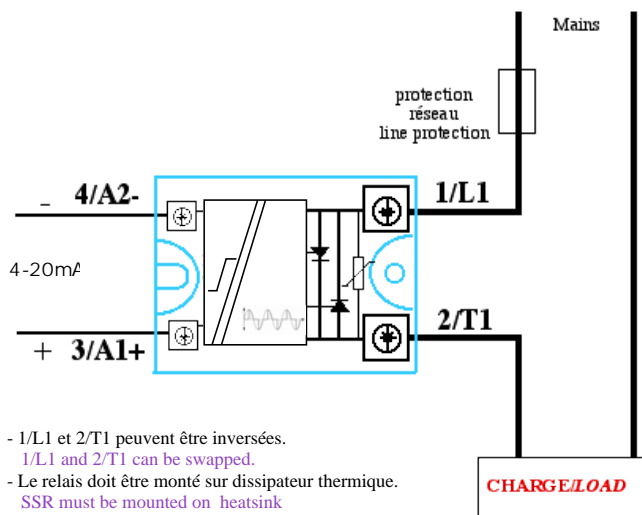 Mains
protection
réseau
line protection
_ 4/A2-
1/L1
4-20mA
+ 3/A1+
2/T1
- 1/L1 et 2/T1 peuvent être inversées.
1/L1 and 2/T1 can be swapped.
- Le relais doit être monté sur dissipateur thermique.
SSR must be mounted on heatsink
CHARGE/LOAD